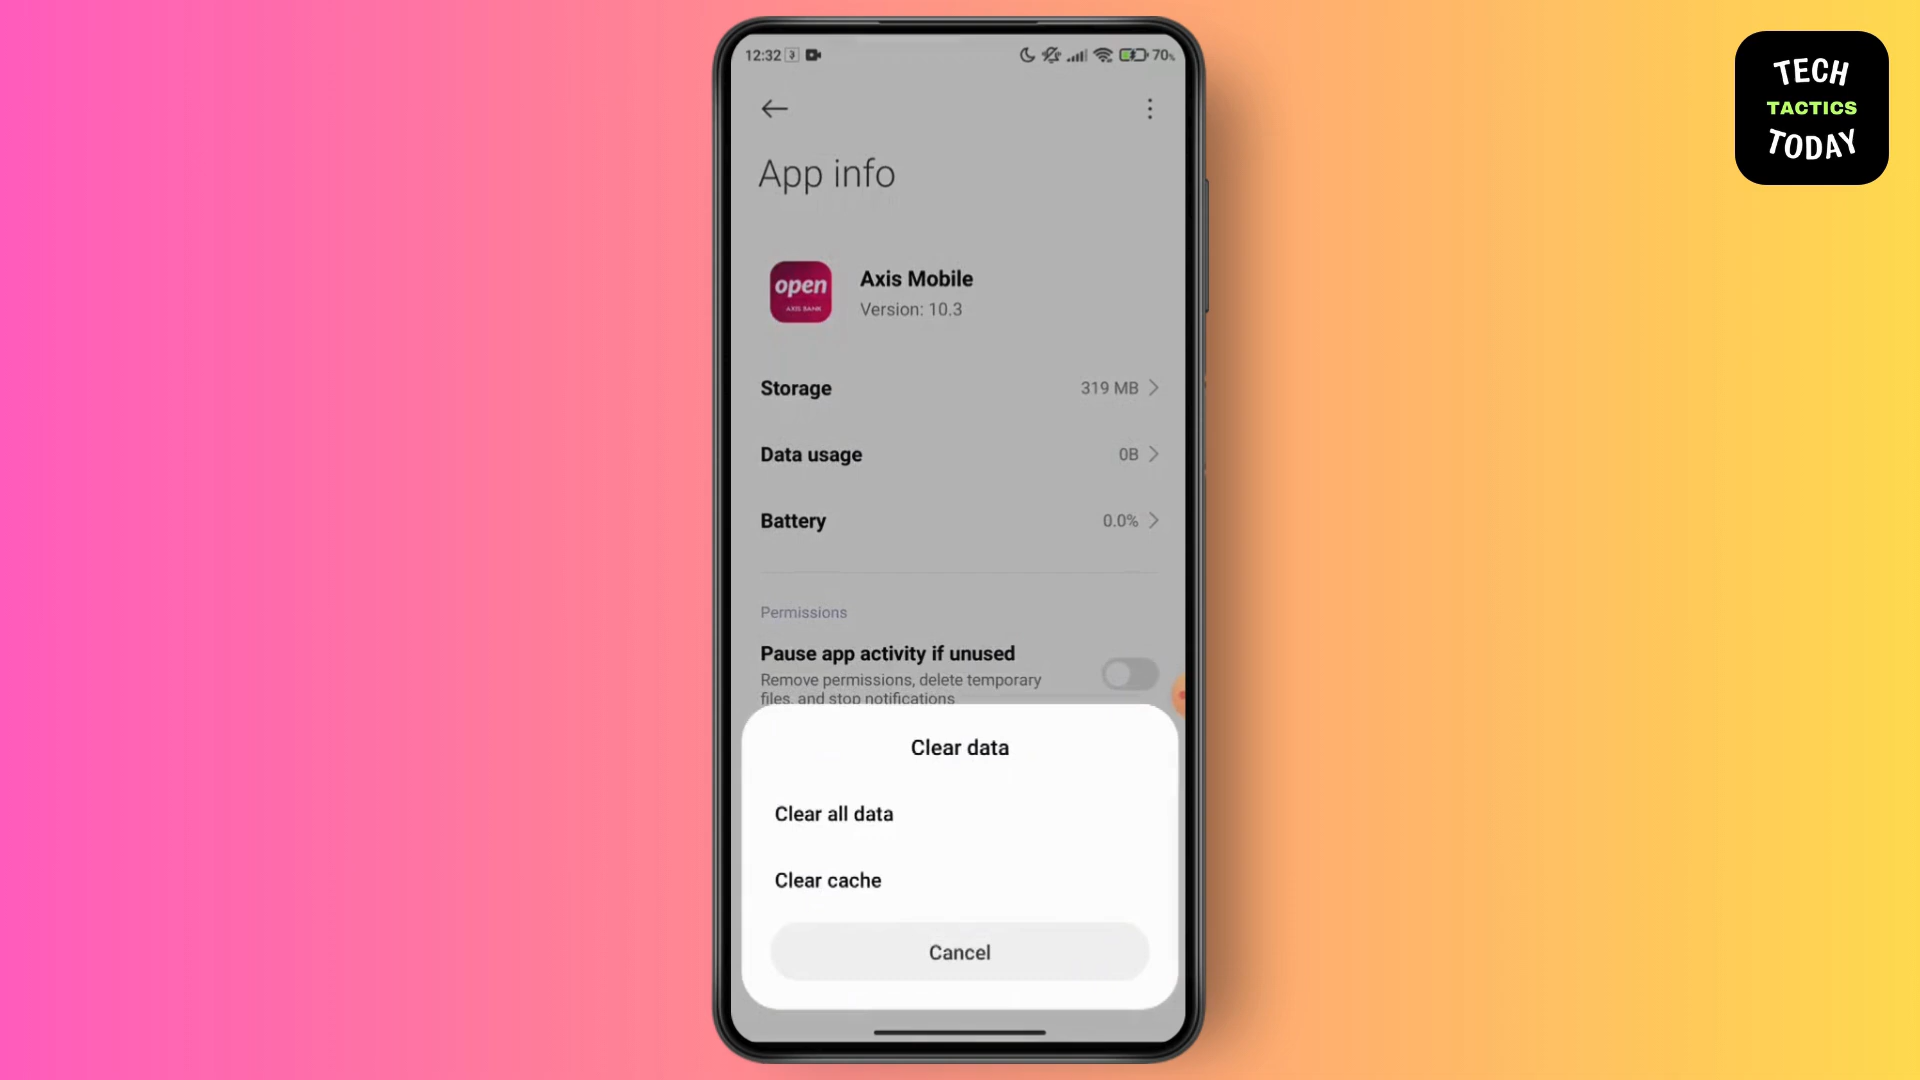 TECH
TACTICS
TODAY
12:32
70%
App info
open
AXIS BANK
Axis Mobile
Version: 10.3
Storage 319 MB
Data usage 0B
Battery 0.0%
Permissions
Pause app activity if unused
Remove permissions, delete temporary
files, and stop notifications
Clear data
Clear all data
Clear cache
Cancel